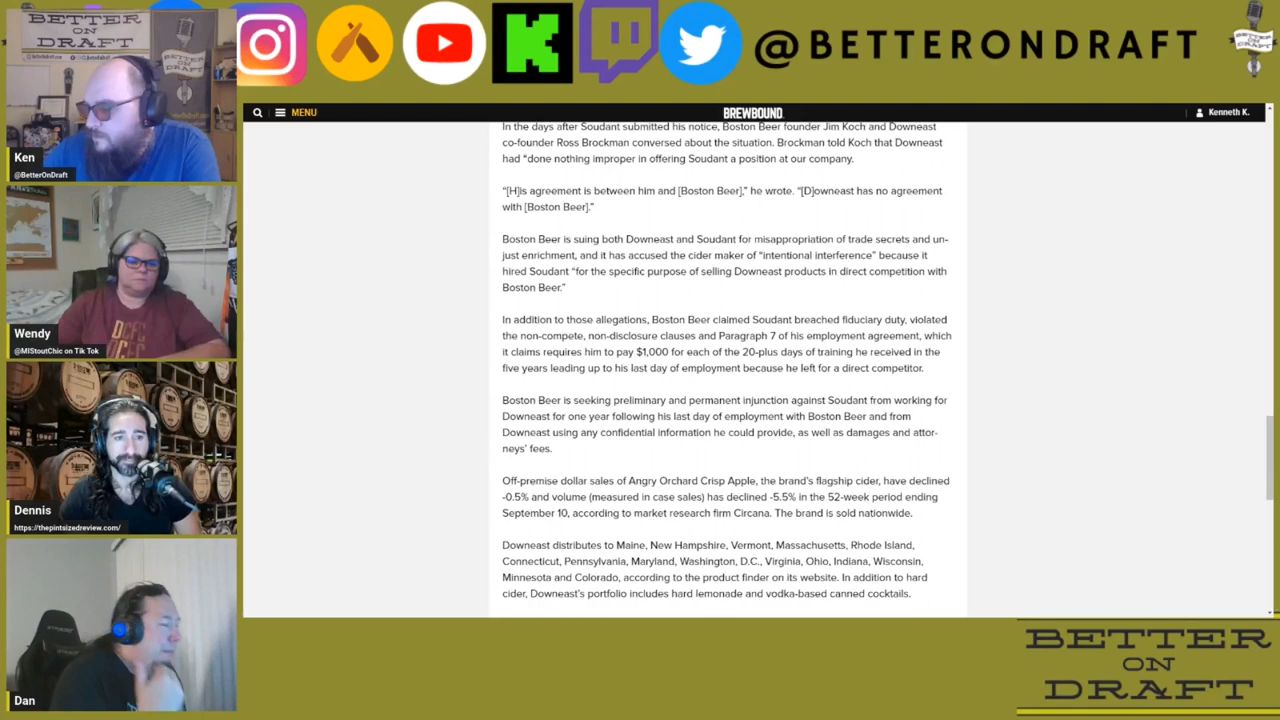 BETTER
ON
DRAFT
@BETTERONDRAFT
BETTER
ON
DRAFT
Ken
@BetterOnDraft
Wendy
@MIStoutChic on Tik Tok
Dennis
https://thepintsizedreview.com/
Dan
MENU
BREWBOUND
Kenneth K.
In the days after Soudant submitted his notice, Boston Beer founder Jim Koch and Downeast
co-founder Ross Brockman conversed about the situation. Brockman told Koch that Downeast
had “done nothing improper in offering Soudant a position at our company.
“[H]is agreement is between him and [Boston Beer],” he wrote. “[D]owneast has no agreement
with [Boston Beer].”
Boston Beer is suing both Downeast and Soudant for misappropriation of trade secrets and un-
just enrichment, and it has accused the cider maker of “intentional interference” because it
hired Soudant “for the specific purpose of selling Downeast products in direct competition with
Boston Beer.”
In addition to those allegations, Boston Beer claimed Soudant breached fiduciary duty, violated
the non-compete, non-disclosure clauses and Paragraph 7 of his employment agreement, which
it claims requires him to pay $1,000 for each of the 20-plus days of training he received in the
five years leading up to his last day of employment because he left for a direct competitor.
Boston Beer is seeking preliminary and permanent injunction against Soudant from working for
Downeast for one year following his last day of employment with Boston Beer and from
Downeast using any confidential information he could provide, as well as damages and attor-
neys’ fees.
Off-premise dollar sales of Angry Orchard Crisp Apple, the brand’s flagship cider, have declined
-0.5% and volume (measured in case sales) has declined -5.5% in the 52-week period ending
September 10, according to market research firm Circana. The brand is sold nationwide.
Downeast distributes to Maine, New Hampshire, Vermont, Massachusetts, Rhode Island,
Connecticut, Pennsylvania, Maryland, Washington, D.C., Virginia, Ohio, Indiana, Wisconsin,
Minnesota and Colorado, according to the product finder on its website. In addition to hard
cider, Downeast’s portfolio includes hard lemonade and vodka-based canned cocktails.
BETTER
ON
DRAFT